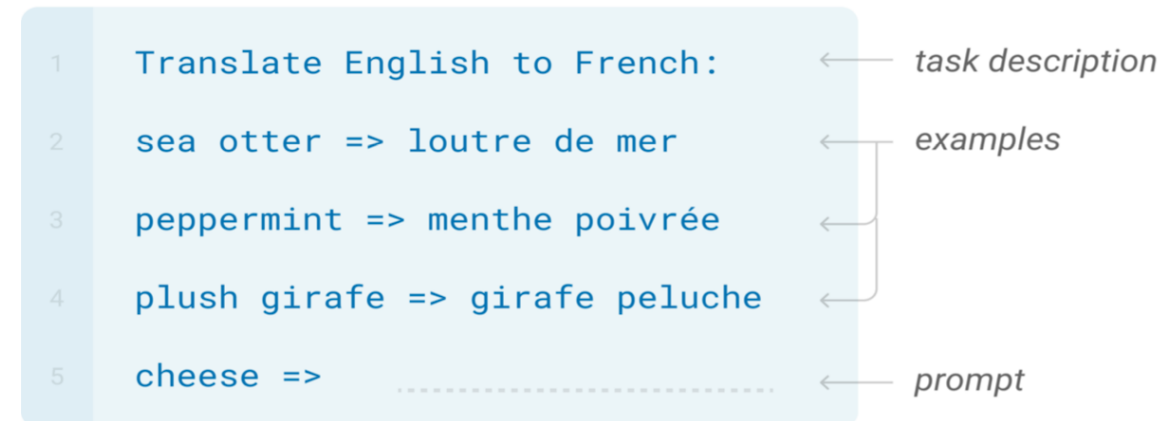 1 Translate English to French: task description
2 sea otter => loutre de mer examples
3 peppermint => menthe poivrée
4 plush girafe => girafe peluche
5 cheese => prompt